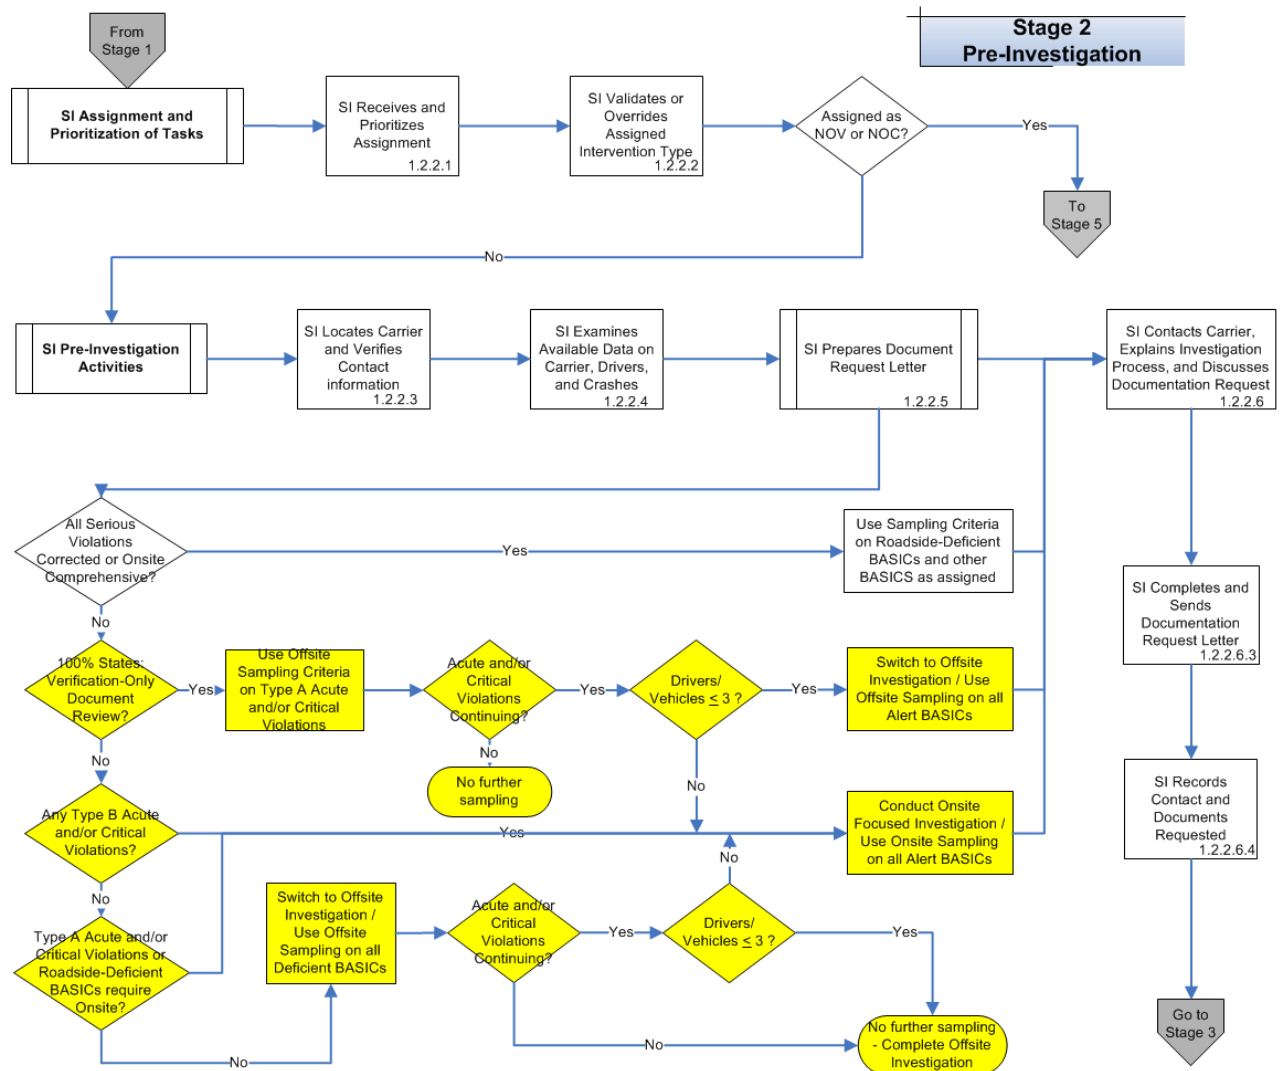 From
Stage 1
Stage 2
Pre-Investigation
SI Assignment and
Prioritization of Tasks
SI Receives and
Prioritizes
Assignment
1.2.2.1
SI Validates or
Overrides
Assigned
Intervention Type
1.2.2.2
Assigned as
NOV or NOC?
Yes
To
Stage 5
No
SI Pre-Investigation
Activities
SI Locates Carrier
and Verifies
Contact
information
1.2.2.3
SI Examines
Available Data on
Carrier, Drivers,
and Crashes
1.2.2.4
SI Prepares Document
Request Letter
1.2.2.5
SI Contacts Carrier,
Explains Investigation
Process, and Discusses
Documentation Request
1.2.2.6
All Serious
Violations
Corrected or Onsite
Comprehensive?
Yes
Use Sampling Criteria
on Roadside-Deficient
BASICs and other
BASICS as assigned
SI Completes and
Sends
Documentation
Request Letter
1.2.2.6.3
No
100% States:
Verification-Only
Document
Review?
Yes
Use Offsite
Sampling Criteria
on Type A Acute
and/or Critical
Violations
Acute and/or
Critical
Violations
Continuing?
Yes
Drivers/
Vehicles ≤ 3 ?
Yes
Switch to Offsite
Investigation / Use
Offsite Sampling on all
Alert BASICs
No
No further
sampling
No
No
Any Type B Acute
and/or Critical
Violations?
Yes
Conduct Onsite
Focused Investigation /
Use Onsite Sampling
on all Alert BASICs
SI Records
Contact and
Documents
Requested
1.2.2.6.4
No
No
Type A Acute and/or
Critical Violations or
Roadside-Deficient
BASICs require
Onsite?
Switch to Offsite
Investigation /
Use Offsite
Sampling on all
Deficient BASICs
Acute and/or
Critical
Violations
Continuing?
Yes
Drivers/
Vehicles ≤ 3 ?
Yes
No
No
No further sampling
- Complete Offsite
Investigation
Go to
Stage 3